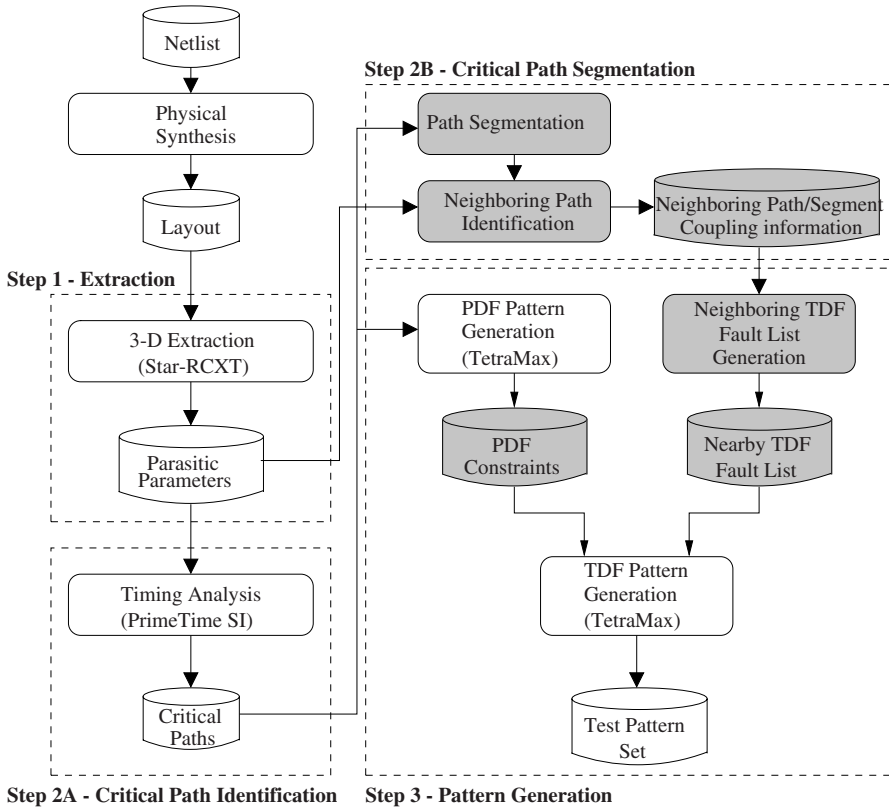 Netlist
Physical
Synthesis
Layout
Step 1 - Extraction
3-D Extraction
(Star-RCXT)
Parasitic
Parameters
Timing Analysis
(PrimeTime SI)
Critical
Paths
Step 2A - Critical Path Identification
Step 2B - Critical Path Segmentation
Path Segmentation
Neighboring Path
Identification
Neighboring Path/Segment
Coupling information
PDF Pattern
Generation
(TetraMax)
Neighboring TDF
Fault List
Generation
PDF
Constraints
Nearby TDF
Fault List
TDF Pattern
Generation
(TetraMax)
Test Pattern
Set
Step 3 - Pattern Generation